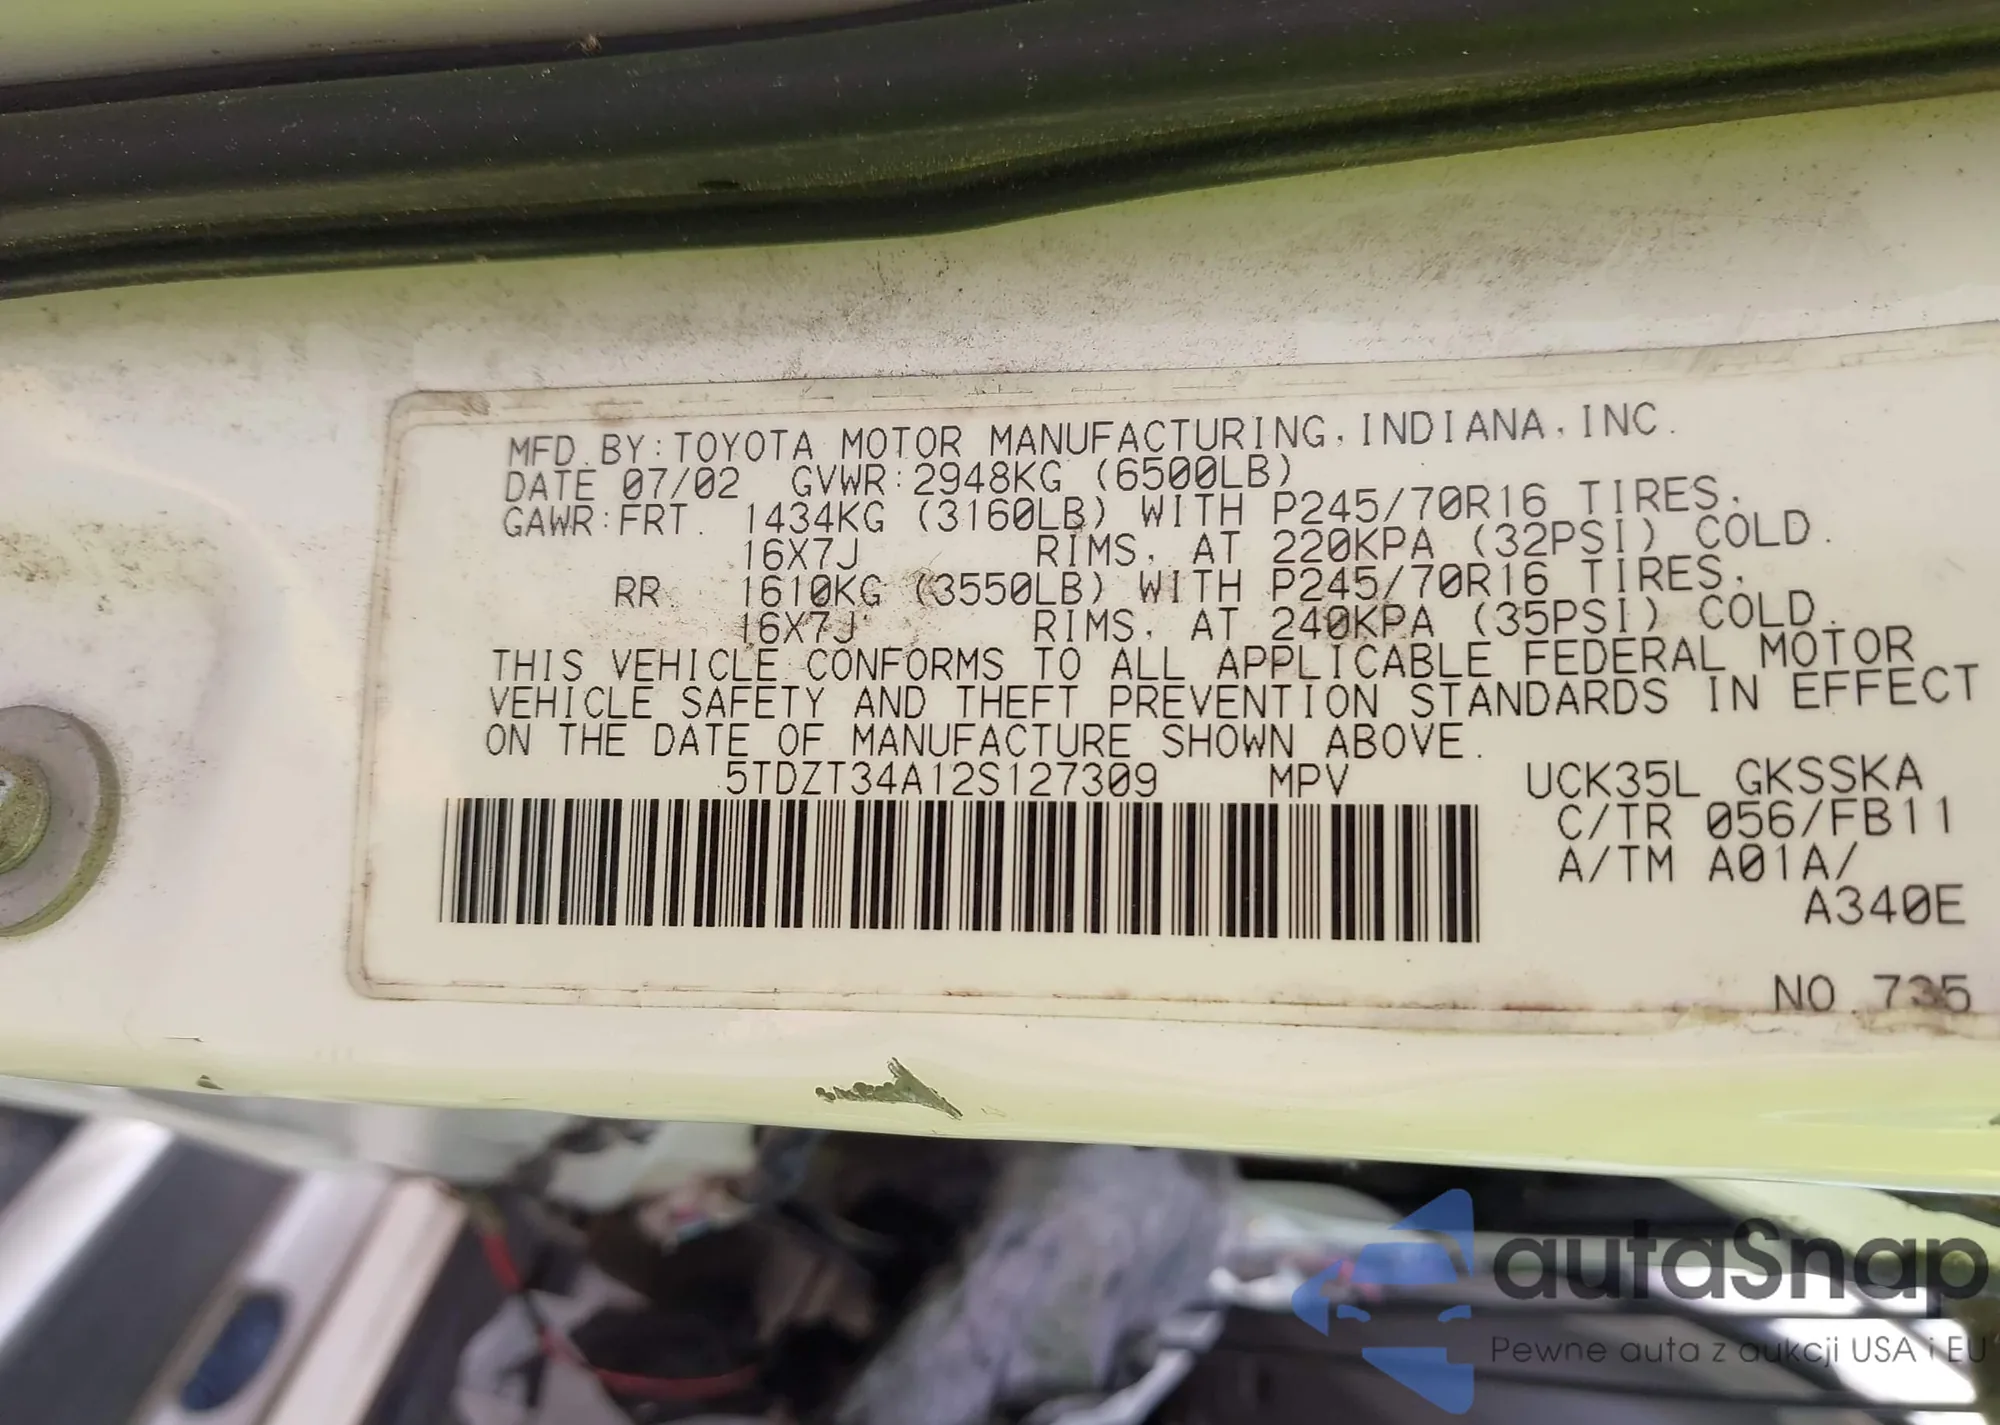 MFD.BY:TOYOTA MOTOR MANUFACTURING,INDIANA,INC.
DATE 07/02 GVWR:2948KG (6500LB)
GAWR:FRT. 1434KG (3160LB) WITH P245/70R16 TIRES,
16X7J RIMS, AT 220KPA (32PSI) COLD.
RR 1610KG (3550LB) WITH P245/70R16 TIRES,
16X7J RIMS, AT 240KPA (35PSI) COLD.
THIS VEHICLE CONFORMS TO ALL APPLICABLE FEDERAL MOTOR
VEHICLE SAFETY AND THEFT PREVENTION STANDARDS IN EFFECT
ON THE DATE OF MANUFACTURE SHOWN ABOVE.
5TDZT34A12S127309 MPV UCK35L GKSSKA
C/TR 056/FB11
A/TM A01A/
A340E
NO.735
autaSnap
Pewne auta z aukcji USA i EU